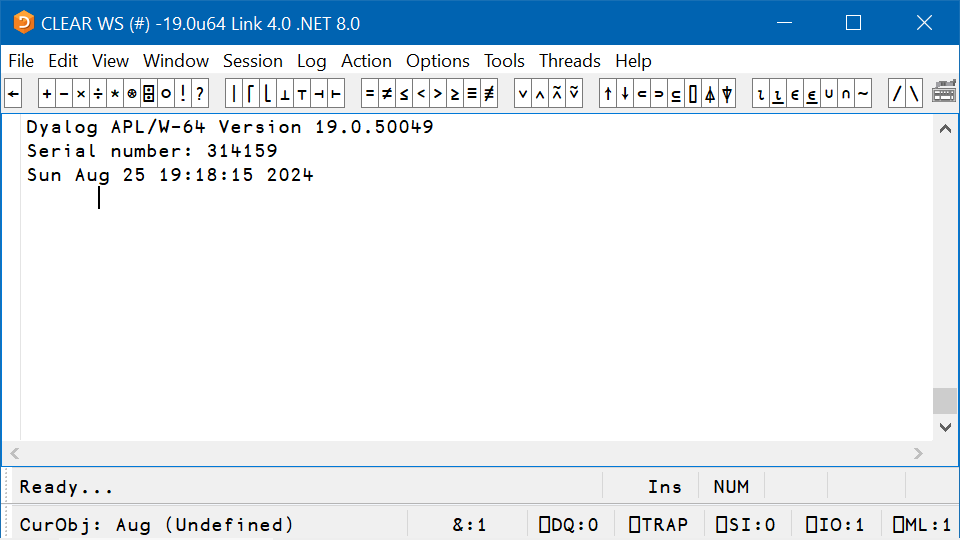 CLEAR WS (#) -19.0u64 Link 4.0 .NET 8.0
File Edit View Window Session Log Action Options Tools Threads Help
← + - × ÷ * ⍟ ⌹ ○ ! ? | ⌈ ⌊ ⊥ ⊤ ⊣ ⊢ = ≠ ≤ < > ≥ ≡ ≢ ∨ ∧ ⍲ ⍱ ↑ ↓ ⊂ ⊃ ⊆ ⌷ ⍋ ⍒ ⍳ ⍸ ∊ ⍷ ∪ ∩ ~ / \
Dyalog APL/W-64 Version 19.0.50049
Serial number: 314159
Sun Aug 25 19:18:15 2024
Ready... Ins NUM
CurObj: Aug (Undefined) &:1 ⎕DQ:0 ⎕TRAP ⎕SI:0 ⎕IO:1 ⎕ML:1